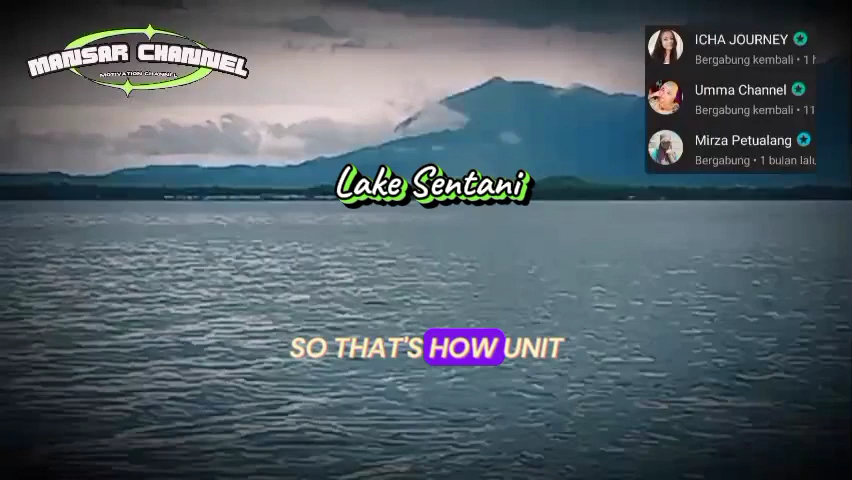 MANSAR CHANNEL
MOTIVATION CHANNEL
ICHA JOURNEY
Bergabung kembali • 1
Umma Channel
Bergabung kembali • 11
Mirza Petualang
Bergabung • 1 bulan lalu
Lake Sentani
SO THAT'S HOW UNIT